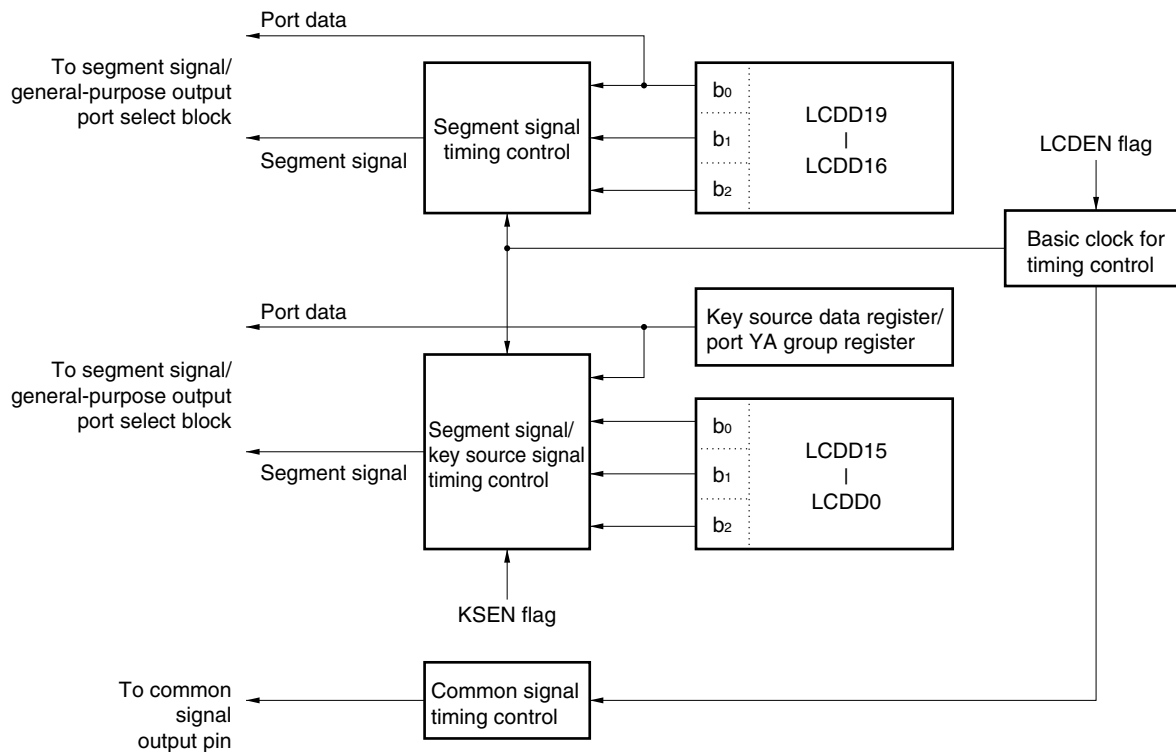 Port data
To segment signal/
general-purpose output
port select block
Segment signal
Segment signal
timing control
b0
b1
b2
LCDD19
LCDD16
LCDEN flag
Basic clock for
timing control
Port data
Key source data register/
port YA group register
To segment signal/
general-purpose output
port select block
Segment signal
Segment signal/
key source signal
timing control
b0
b1
b2
LCDD15
LCDD0
KSEN flag
To common
signal
output pin
Common signal
timing control